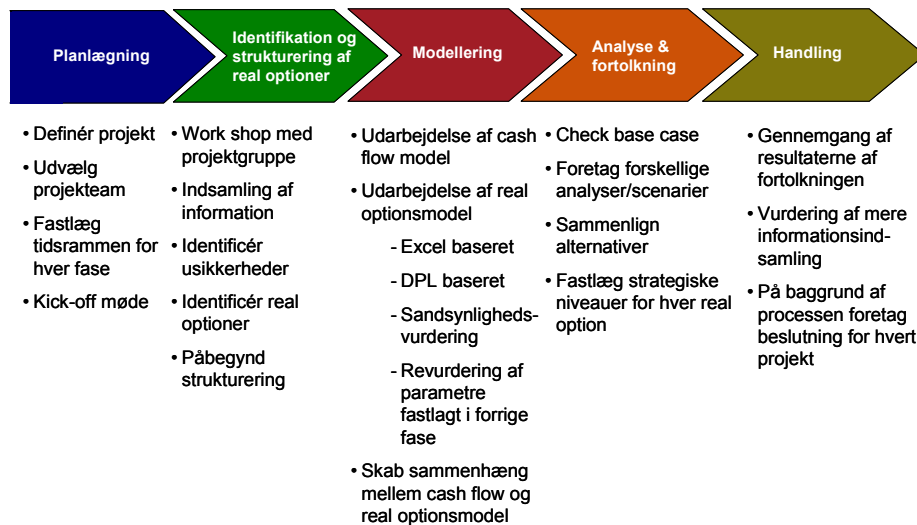 Planlægning
Identifikation og
strukturering af
real optioner
Modellering
Analyse &
fortolkning
Handling
• Definér projekt
• Udvælg
projekteam
• Fastlæg
tidsrammen for
hver fase
• Kick-off møde
• Work shop med
projektgruppe
• Indsamling af
information
• Identificér
usikkerheder
• Identificér real
optioner
• Påbegynd
strukturering
• Udarbejdelse af cash
flow model
• Udarbejdelse af real
optionsmodel
- Excel baseret
- DPL baseret
- Sandsynligheds-
vurdering
- Revurdering af
parametre
fastlagt i forrige
fase
• Skab sammenhæng
mellem cash flow og
real optionsmodel
• Check base case
• Foretag forskellige
analyser/scenarier
• Sammenlign
alternativer
• Fastlæg strategiske
niveauer for hver real
option
• Gennemgang af
resultaterne af
fortolkningen
• Vurdering af mere
informationsind-
samling
• På baggrund af
processen foretag
beslutning for hvert
projekt